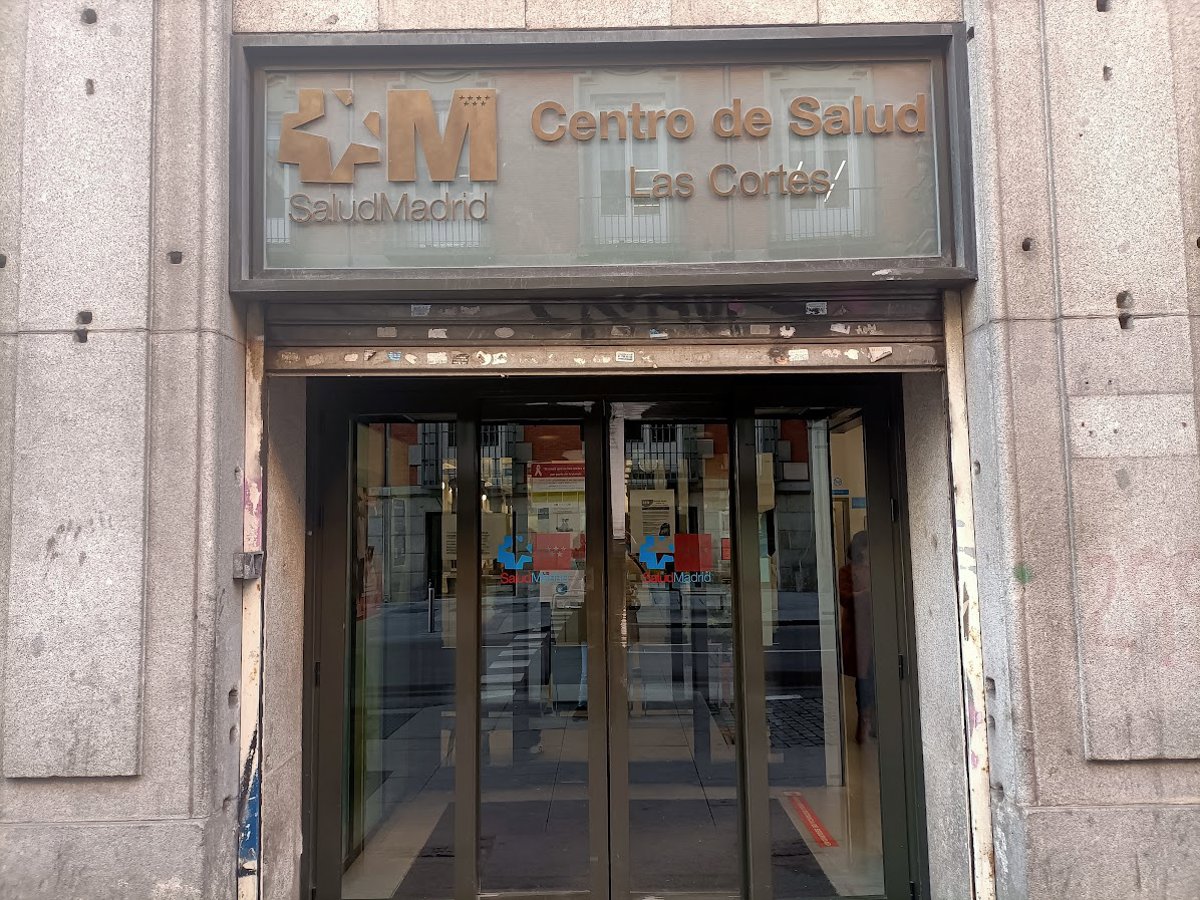 M
SaludMadrid
Centro de Salud
Las Cortes
SaludMadrid
SaludMadrid